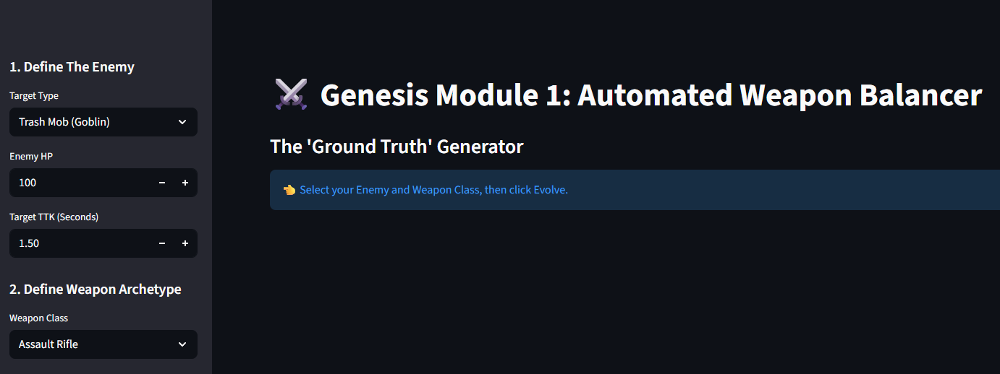 1. Define The Enemy
Target Type
Trash Mob (Goblin)
Enemy HP
100
Target TTK (Seconds)
1.50
2. Define Weapon Archetype
Weapon Class
Assault Rifle
Genesis Module 1: Automated Weapon Balancer
The 'Ground Truth' Generator
Select your Enemy and Weapon Class, then click Evolve.